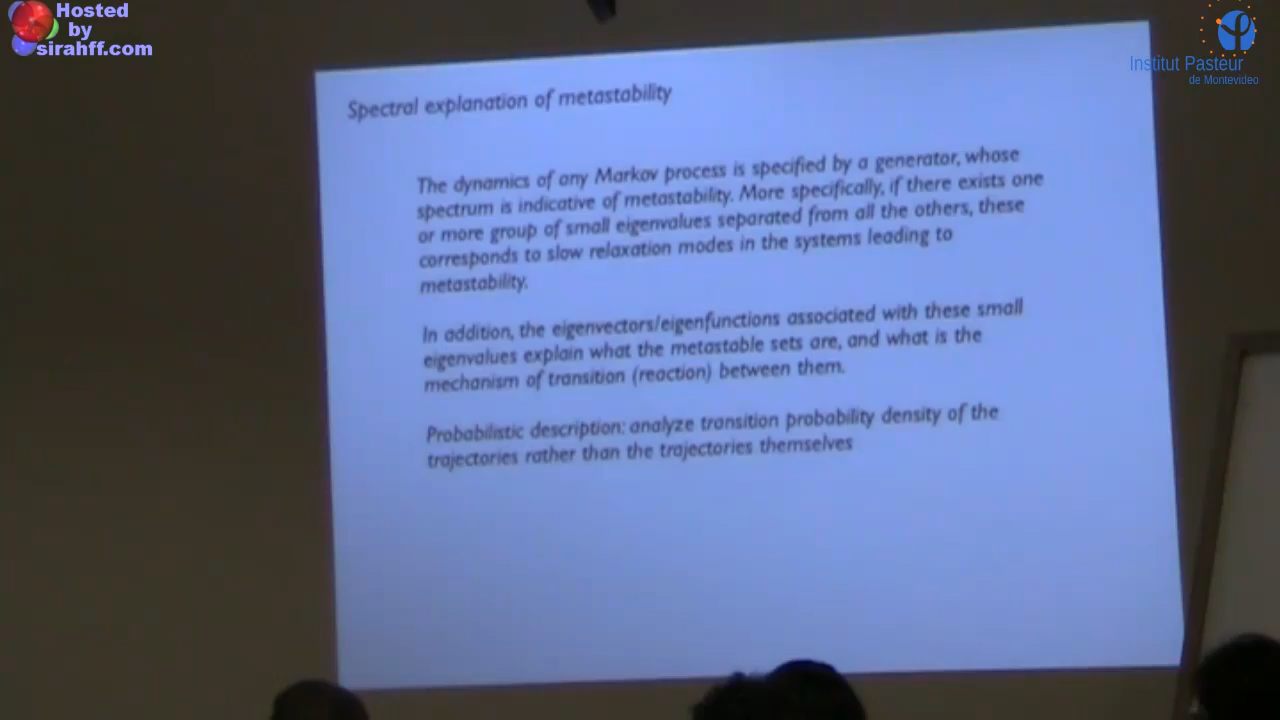 Hosted
by
sirahff.com
Institut Pasteur
de Montevideo
Spectral explanation of metastability
The dynamics of any Markov process is specified by a generator, whose
spectrum is indicative of metastability. More specifically, if there exists one
or more group of small eigenvalues separated from all the others, these
corresponds to slow relaxation modes in the systems leading to
metastability.
In addition, the eigenvectors/eigenfunctions associated with these small
eigenvalues explain what the metastable sets are, and what is the
mechanism of transition (reaction) between them.
Probabilistic description: analyze transition probability density of the
trajectories rather than the trajectories themselves